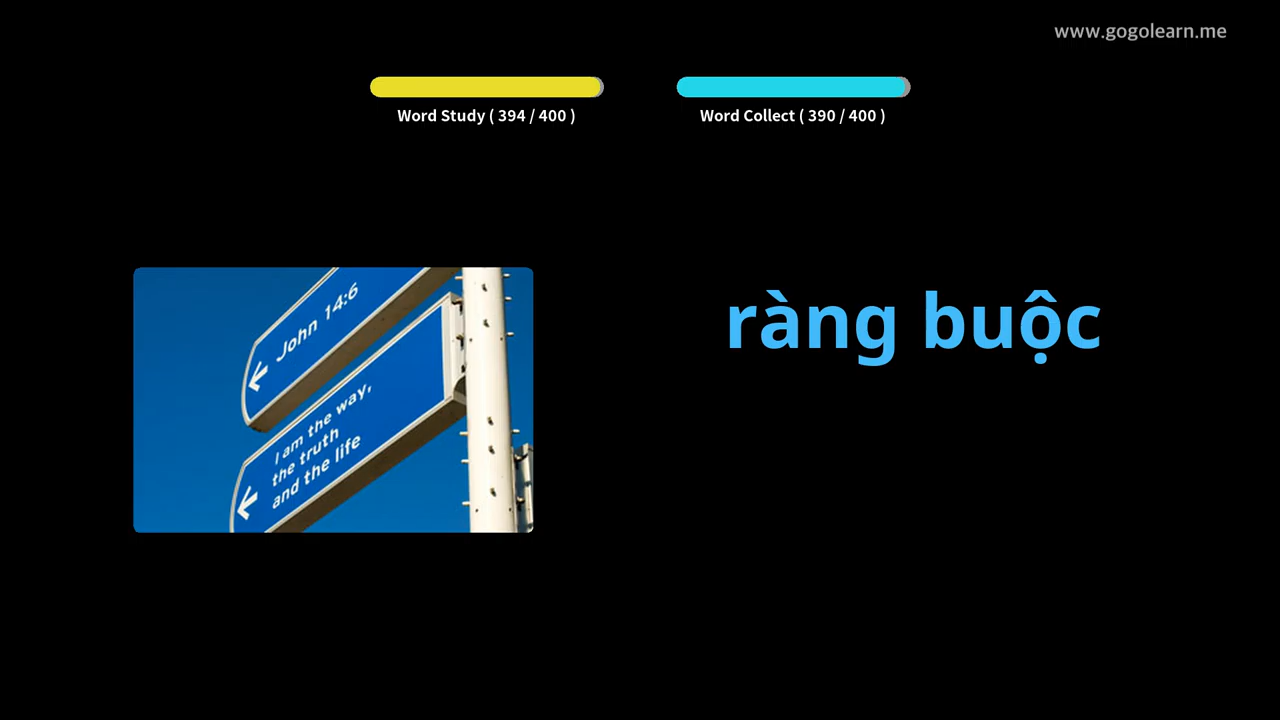 www.gogolearn.me
Word Study ( 394 / 400 )
Word Collect ( 390 / 400 )
John 14:6
I am the way,
the truth
and the life
ràng buộc